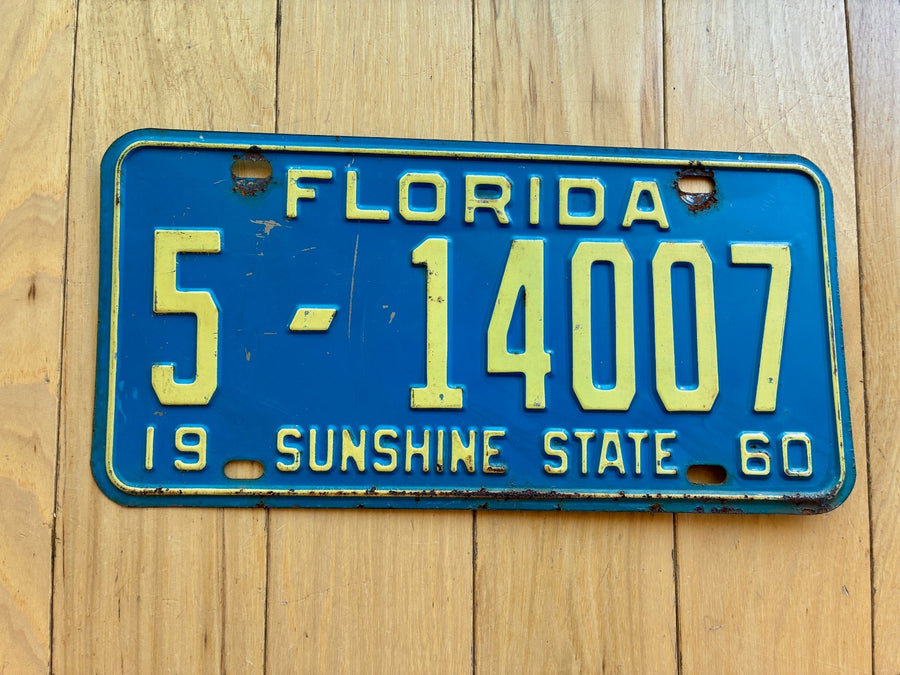 FLORIDA
5-14007
19 SUNSHINE STATE 60